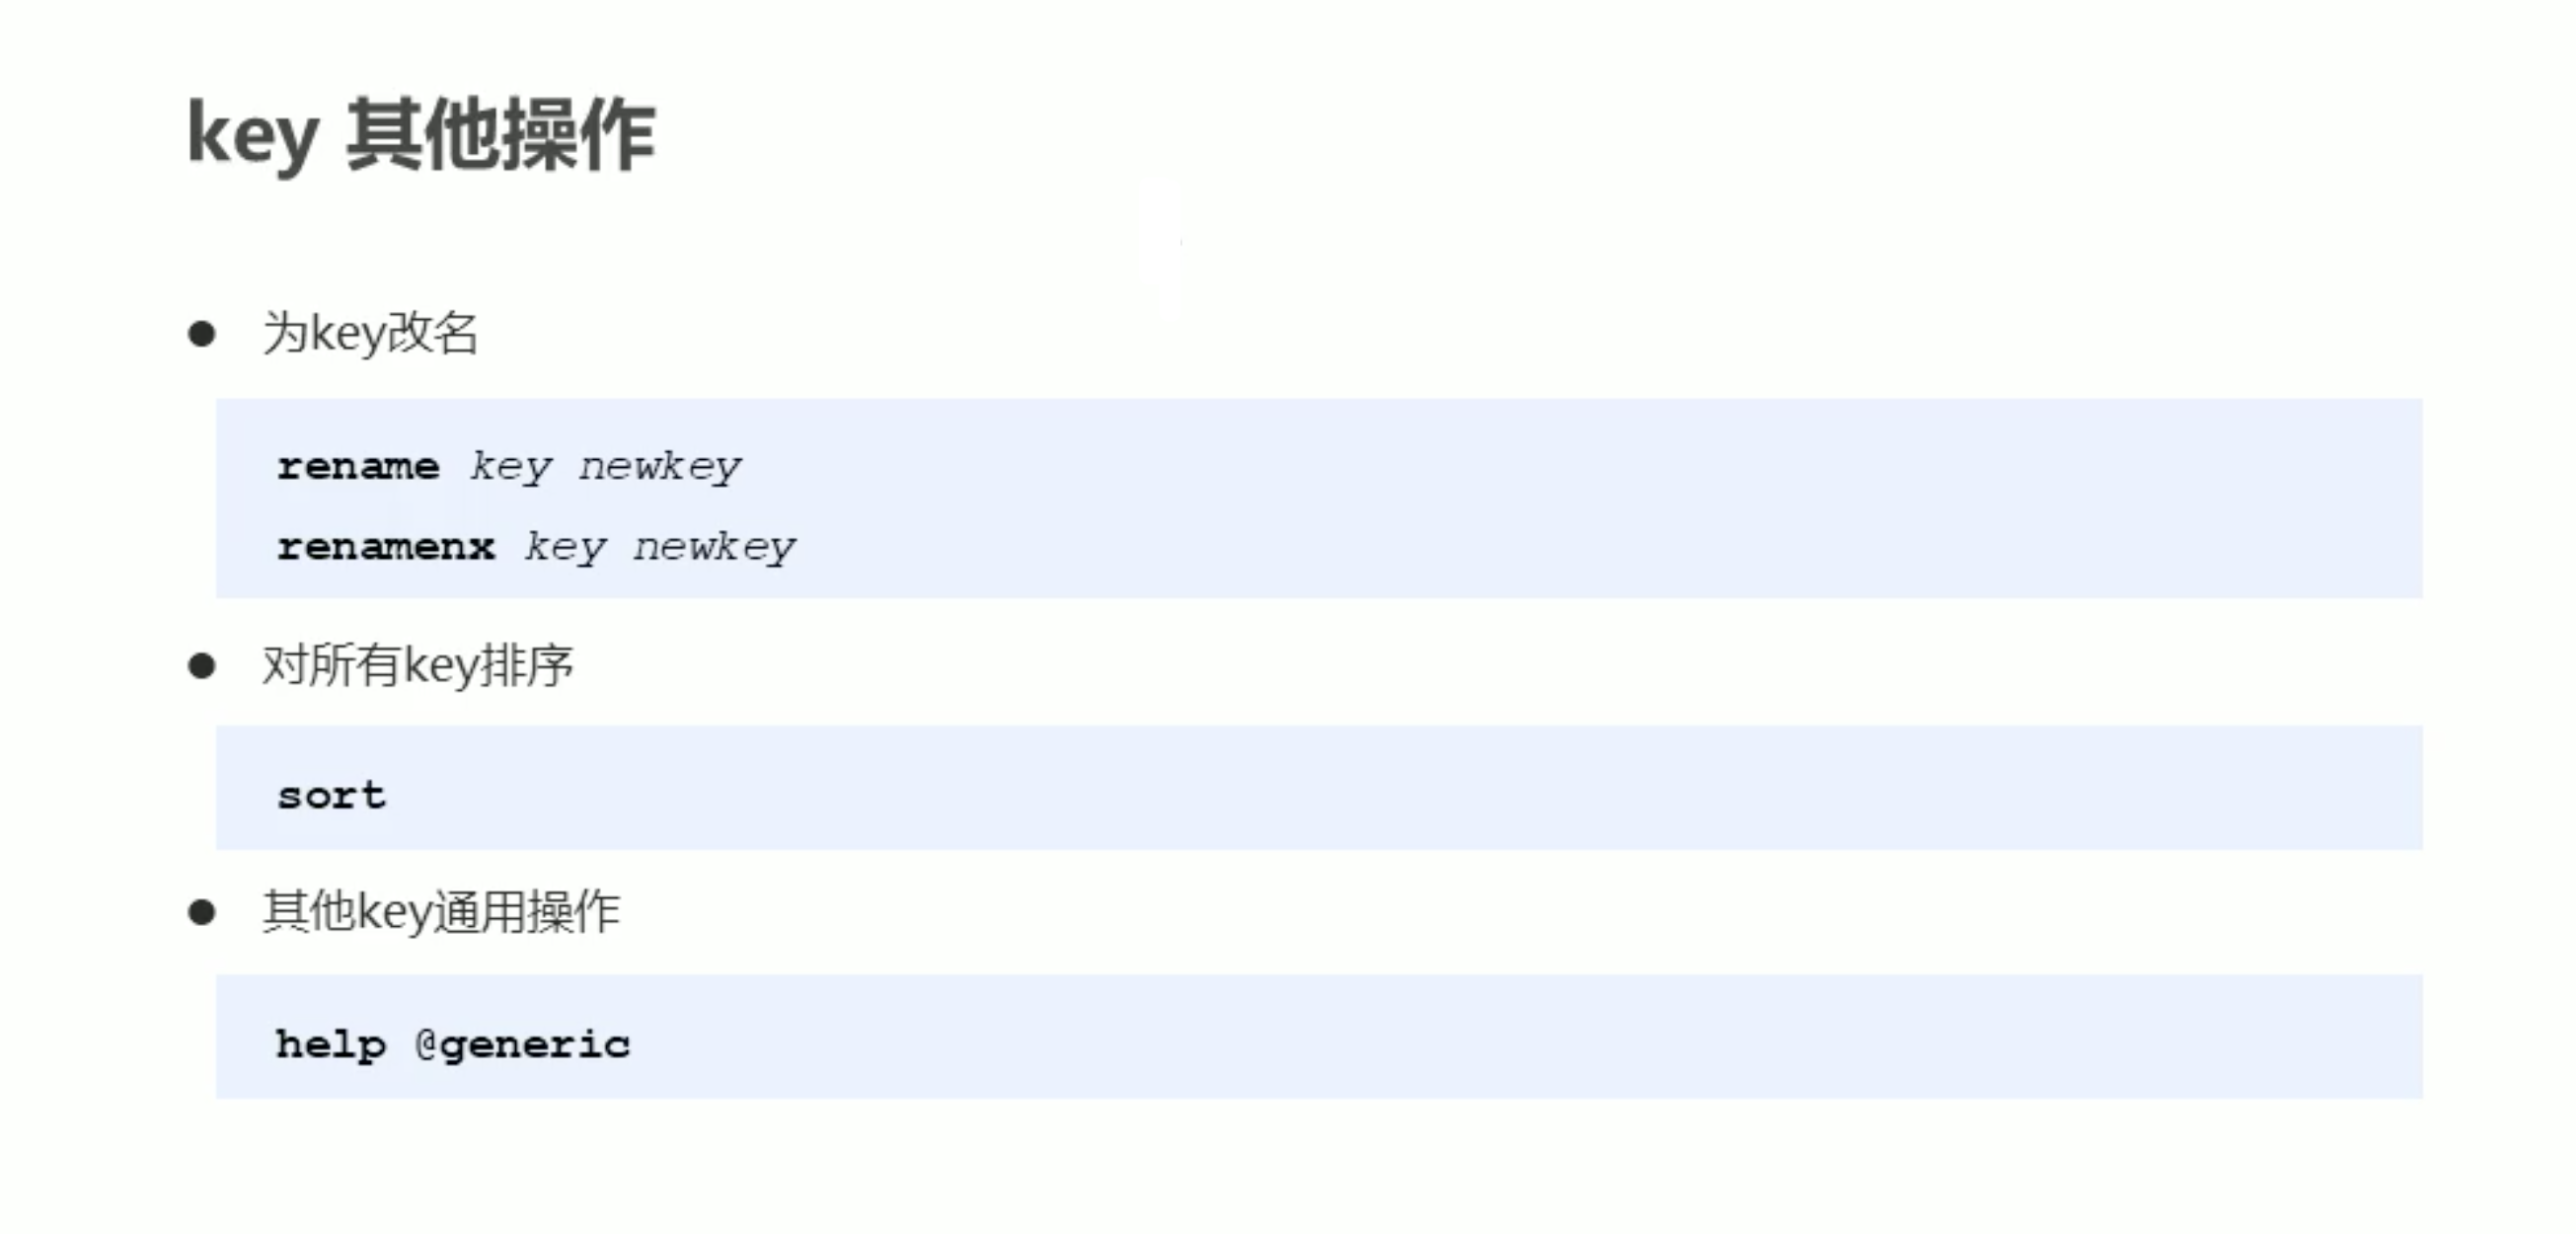 key 其他操作
为key改名
rename key newkey
renamenx key newkey
对所有key排序
sort
其他key通用操作
help @generic